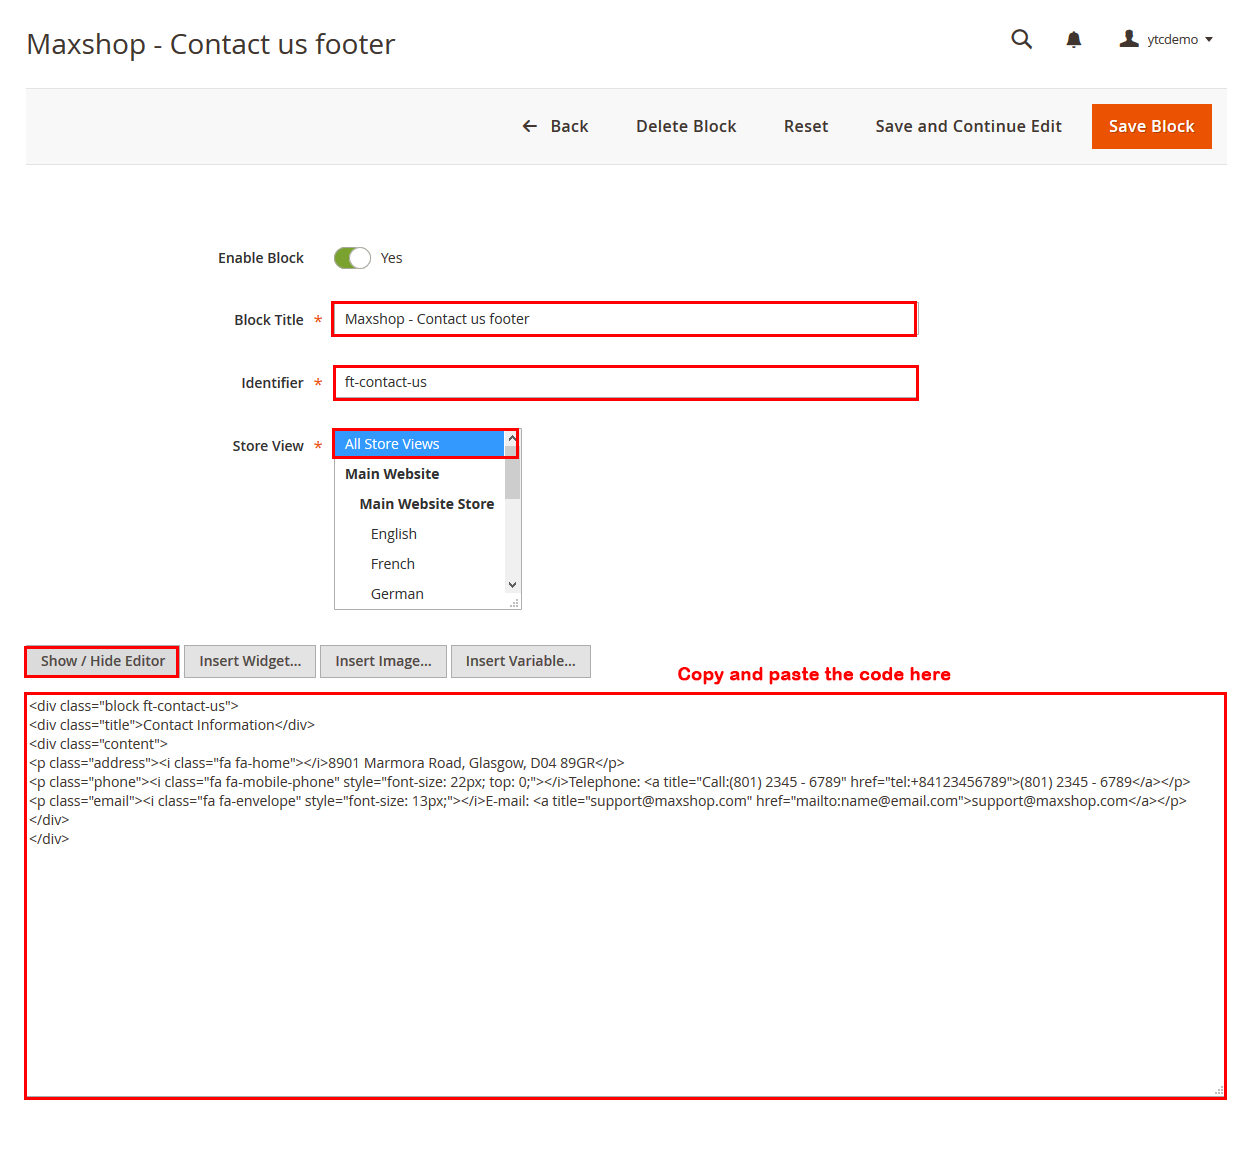 Maxshop - Contact us footer
ytcdemo
Back
Delete Block
Reset
Save and Continue Edit
Save Block
Enable Block
Yes
Block Title *
Maxshop - Contact us footer
Identifier *
ft-contact-us
Store View *
All Store Views
Main Website
Main Website Store
English
French
German
Show / Hide Editor
Insert Widget...
Insert Image...
Insert Variable...
Copy and paste the code here
<div class="block ft-contact-us">
<div class="title">Contact Information</div>
<div class="content">
<p class="address"><i class="fa fa-home"></i>8901 Marmora Road, Glasgow, D04 89GR</p>
<p class="phone"><i class="fa fa-mobile-phone" style="font-size: 22px; top: 0;"></i>Telephone: <a title="Call:(801) 2345 - 6789" href="tel:+84123456789">(801) 2345 - 6789</a></p>
<p class="email"><i class="fa fa-envelope" style="font-size: 13px;"></i>E-mail: <a title="support@maxshop.com" href="mailto:name@email.com">support@maxshop.com</a></p>
</div>
</div>